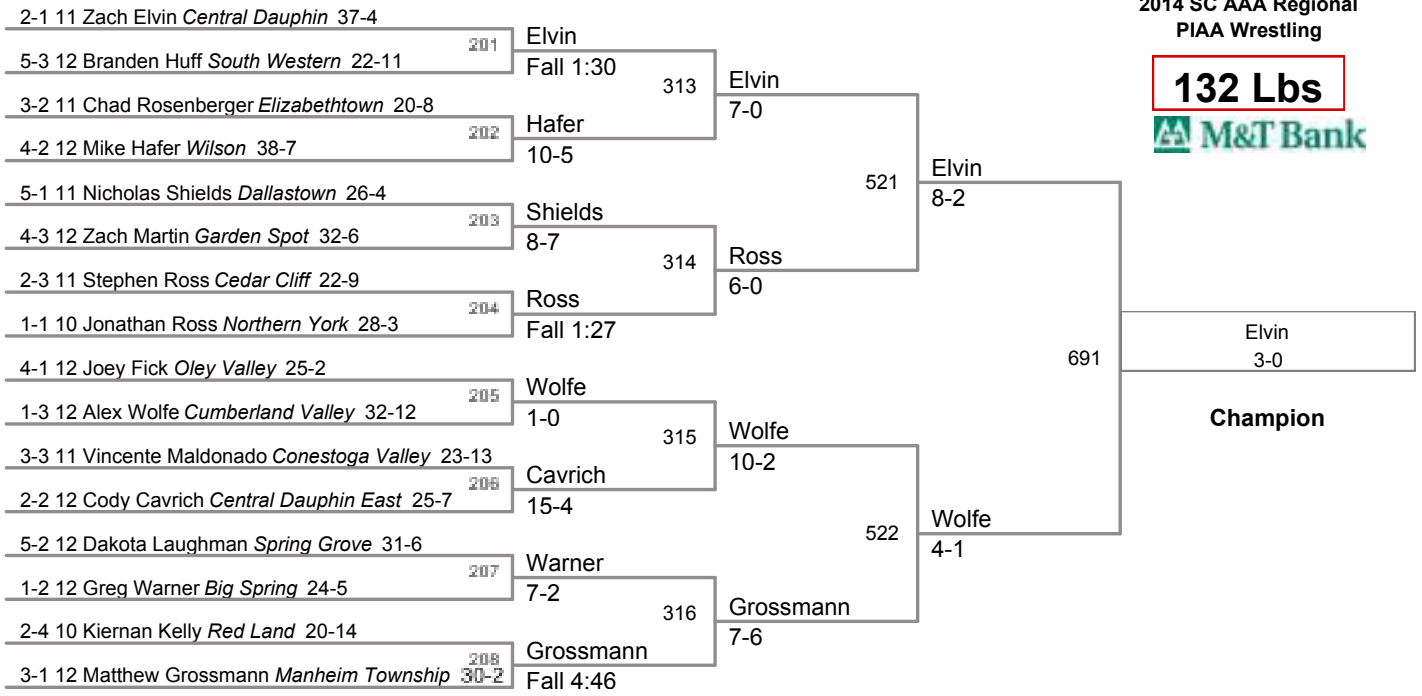 2014 SC AAA Regional
PIAA Wrestling
132 Lbs
M&T Bank
2-1 11 Zach Elvin Central Dauphin 37-4
201
5-3 12 Branden Huff South Western 22-11
Elvin
Fall 1:30
3-2 11 Chad Rosenberger Elizabethtown 20-8
202
4-2 12 Mike Hafer Wilson 38-7
Hafer
10-5
313
Elvin
7-0
5-1 11 Nicholas Shields Dallastown 26-4
203
4-3 12 Zach Martin Garden Spot 32-6
Shields
8-7
2-3 11 Stephen Ross Cedar Cliff 22-9
204
1-1 10 Jonathan Ross Northern York 28-3
Ross
Fall 1:27
314
Ross
6-0
521
Elvin
8-2
4-1 12 Joey Fick Oley Valley 25-2
205
1-3 12 Alex Wolfe Cumberland Valley 32-12
Wolfe
1-0
3-3 11 Vincente Maldonado Conestoga Valley 23-13
206
2-2 12 Cody Cavrich Central Dauphin East 25-7
Cavrich
15-4
315
Wolfe
10-2
5-2 12 Dakota Laughman Spring Grove 31-6
207
1-2 12 Greg Warner Big Spring 24-5
Warner
7-2
2-4 10 Kiernan Kelly Red Land 20-14
208
3-1 12 Matthew Grossmann Manheim Township 30-2
Grossmann
Fall 4:46
316
Grossmann
7-6
522
Wolfe
4-1
691
Elvin
3-0
Champion